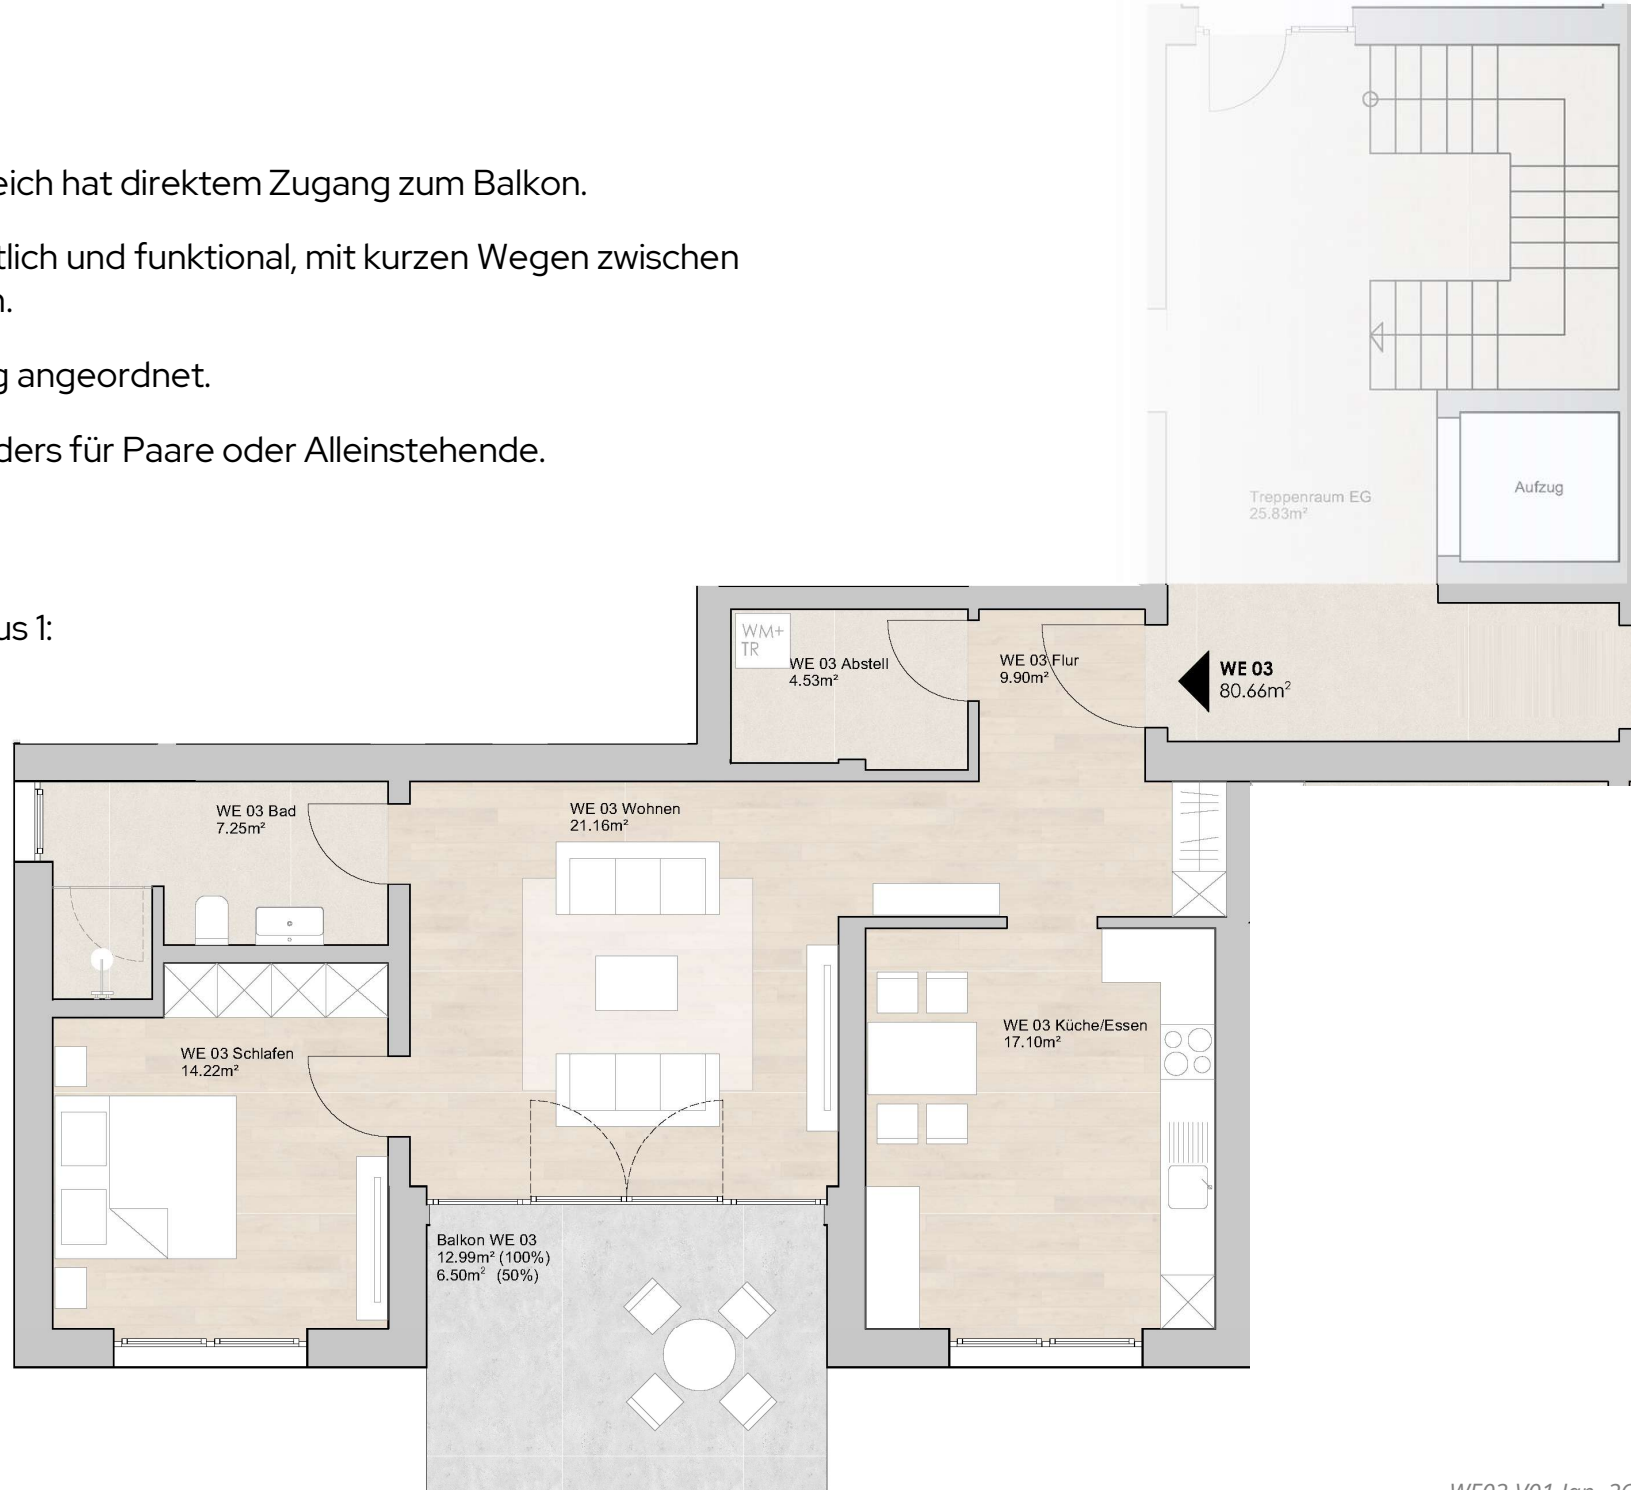 eich hat direktem Zugang zum Balkon.
tlich und funktional, mit kurzen Wegen zwischen
n.
g angeordnet.
ders für Paare oder Alleinstehende.
Treppenraum EG
25.83m²
Aufzug
us 1:
WM+
TR
WE 03 Abstell
4.53m²
WE 03 Flur
9.90m²
WE 03
80.66m²
WE 03 Bad
7.25m²
WE 03 Wohnen
21.16m²
WE 03 Schlafen
14.22m²
WE 03 Küche/Essen
17.10m²
Balkon WE 03
12.99m² (100%)
6.50m² (50%)